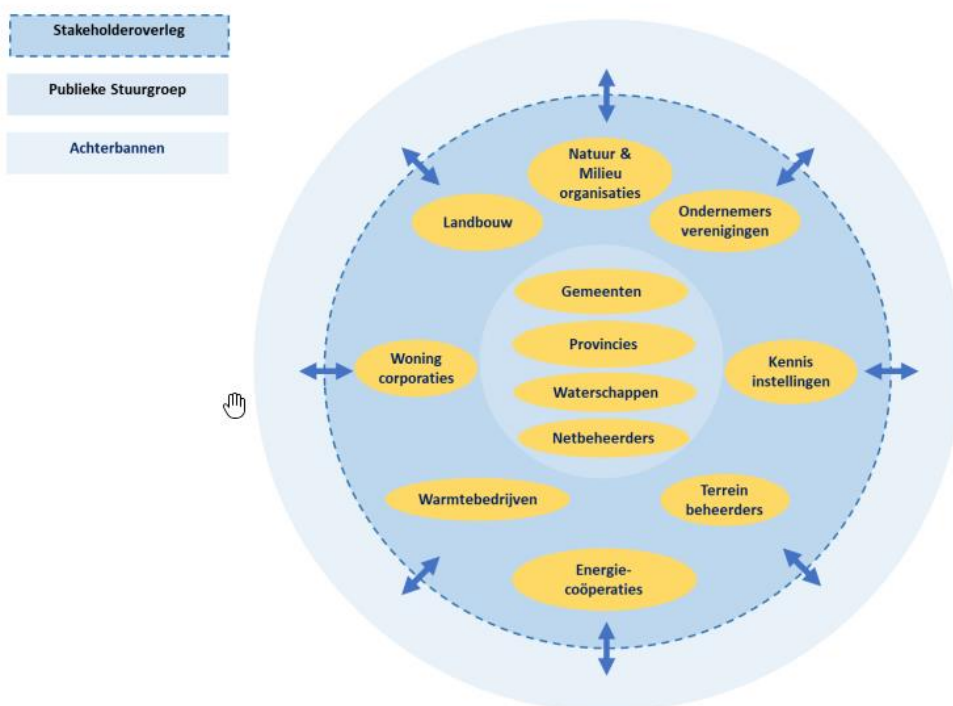 Stakeholderoverleg
Publieke Stuurgroep
Achterbannen
Natuur &
Milieu
organisaties
Landbouw
Ondernemers
verenigingen
Gemeenten
Provincies
Waterschappen
Netbeheerders
Woning
corporaties
Kennis
instellingen
Warmtebedrijven
Terrein
beheerders
Energie-
coöperaties